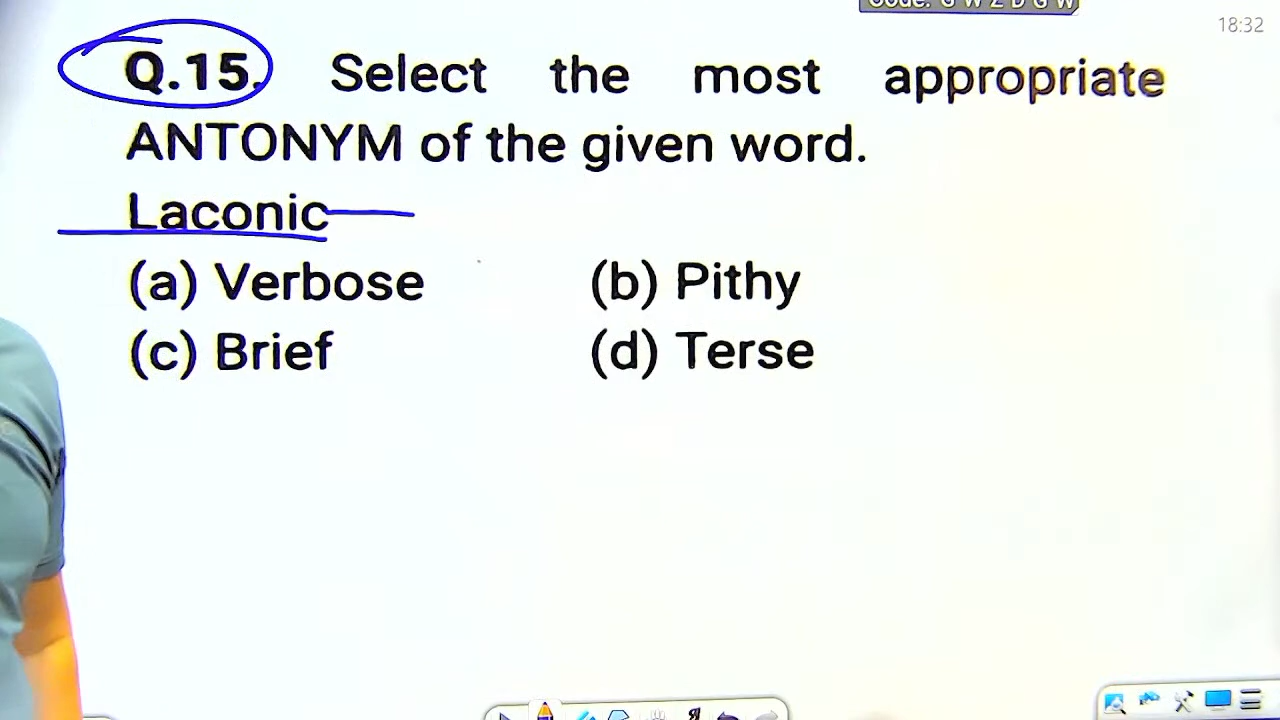 18:32
Q.15. Select the most appropriate
ANTONYM of the given word.
Laconic
(a) Verbose (b) Pithy
(c) Brief (d) Terse